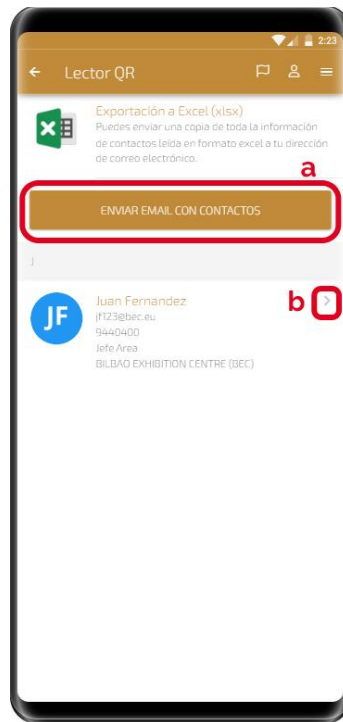 2:23
Lector QR
Exportación a Excel (xlsx)
Puedes enviar una copia de toda la información
de contactos leída en formato excel a tu dirección
de correo electrónico.
a
ENVIAR EMAIL CON CONTACTOS
J
JF
Juan Fernandez
b
jf123@bec.eu
9440400
Jefe Area
BILBAO EXHIBITION CENTRE (BEC)